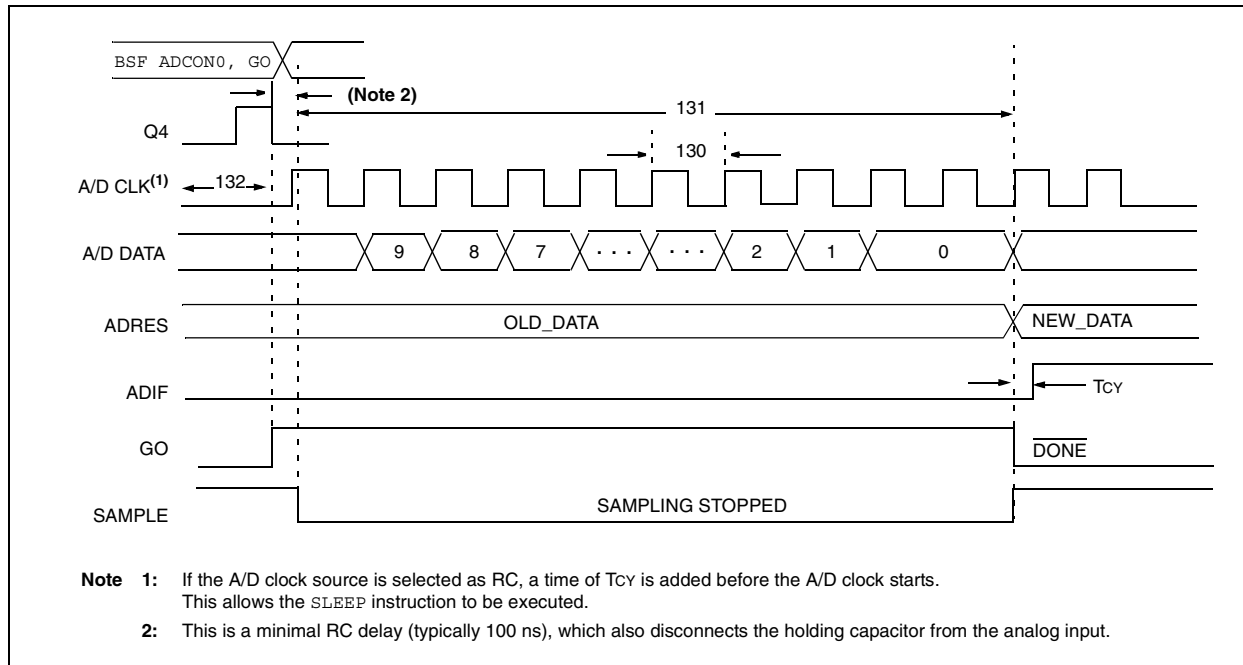 BSF ADCON0, GO
(Note 2)
131
Q4
130
A/D CLK(1)
132
A/D DATA
9 8 7 . . . . . . 2 1 0
ADRES
OLD_DATA
NEW_DATA
ADIF
TCY
GO
DONE
SAMPLE
SAMPLING STOPPED
Note 1: If the A/D clock source is selected as RC, a time of TCY is added before the A/D clock starts.
This allows the SLEEP instruction to be executed.
2: This is a minimal RC delay (typically 100 ns), which also disconnects the holding capacitor from the analog input.